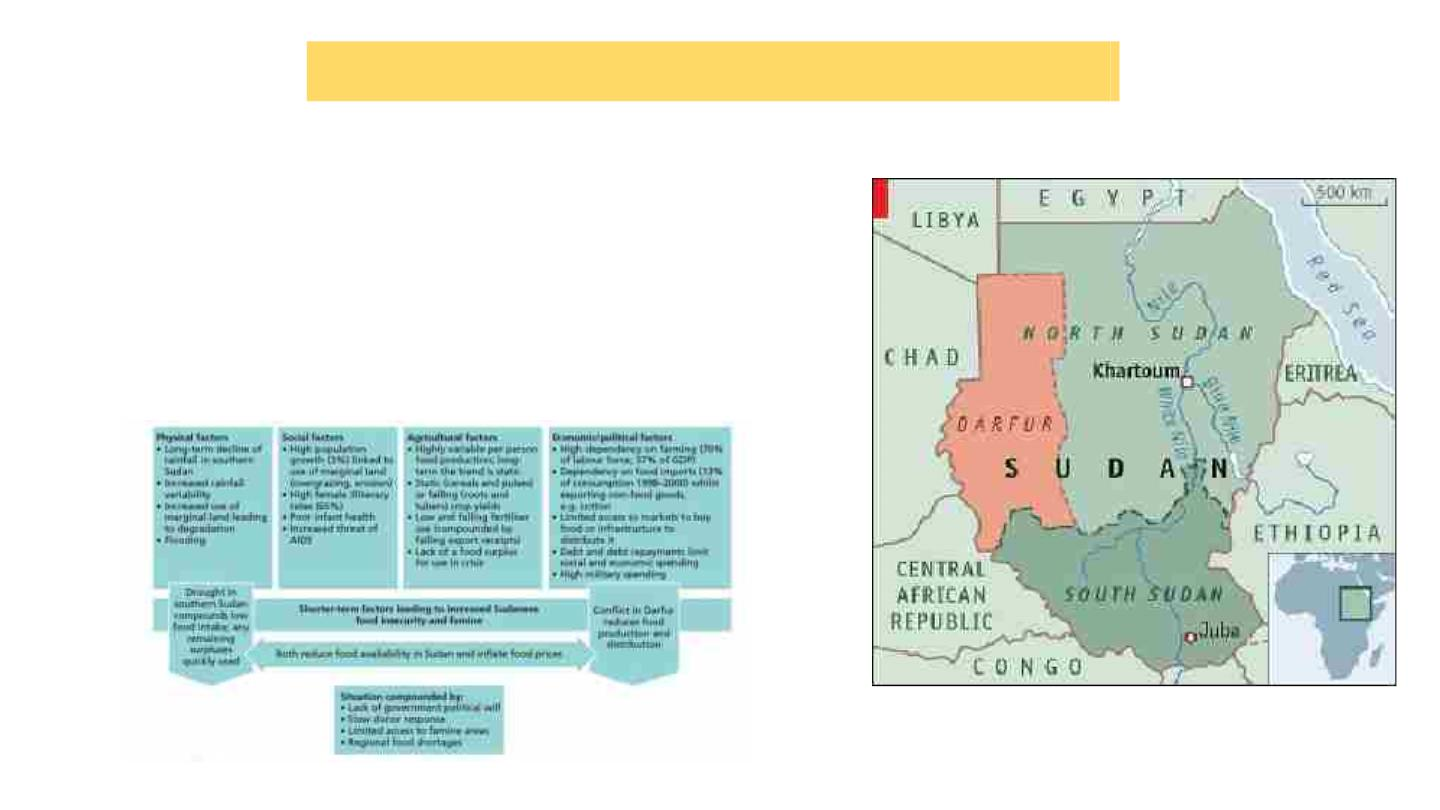 Physical factors
• Long-term decline of
rainfall in southern
Sudan
• Increased rainfall
variability
• Increased use of
marginal land leading
to degradation
• Flooding
Social factors
• High population
growth (3%) linked to
use of marginal land
(overgrazing, erosion)
• High female illiteracy
rates (65%)
• Poor infant health
• Increased threat of
AIDS
Agricultural factors
• Highly variable per person
food production; long-
term the trend is static
• Static (cereals and pulses)
or falling (roots and
tubers) crop yields
• Low and falling fertiliser
use (compounded by
falling export receipts)
• Lack of a food surplus
for use in crisis
Economic/political factors
• High dependency on farming (70%
of labour force; 37% of GDP)
• Dependency on food imports (13%
of consumption 1998–2000) whilst
exporting non-food goods,
e.g. cotton
• Limited access to markets to buy
food or infrastructure to
distribute it
• Debt and debt repayments limit
social and economic spending
• High military spending
Drought in
southern Sudan
compounds low
food intake; any
remaining
surpluses
quickly used
Shorter-term factors leading to increased Sudanese
food insecurity and famine
Conflict in Darfur
reduces food
production and
distribution
Both reduce food availability in Sudan and inflate food prices
Situation compounded by:
• Lack of government political will
• Slow donor response
• Limited access to famine areas
• Regional food shortages
EGYPT
500 km
LIBYA
Red Sea
Nile
NORTH SUDAN
CHAD
Khartoum
ERITREA
White Nile
Blue Nile
DARFUR
SUDAN
ETHIOPIA
CENTRAL
AFRICAN
REPUBLIC
SOUTH SUDAN
Juba
CONGO